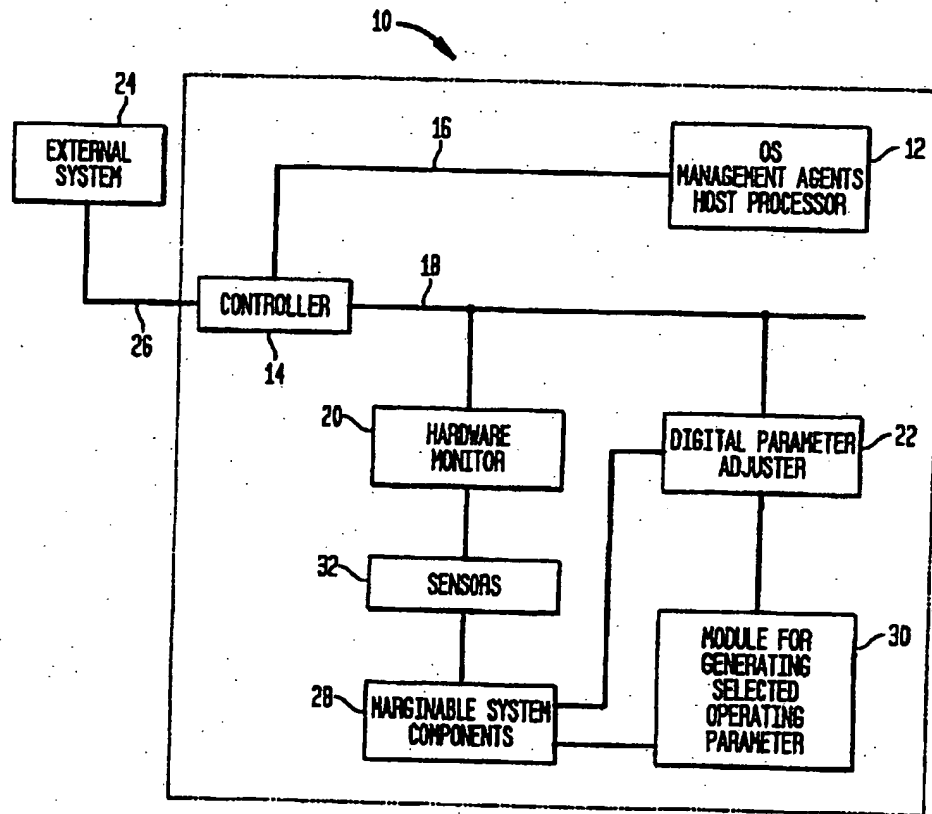 10
24
EXTERNAL
SYSTEM
16
OS
MANAGEMENT AGENTS
HOST PROCESSOR
12
18
CONTROLLER
26
14
20
HARDWARE
MONITOR
DIGITAL PARAMETER
ADJUSTER
22
32
SENSORS
MODULE FOR
GENERATING
SELECTED
OPERATING
PARAMETER
30
28
MARGINABLE SYSTEM
COMPONENTS